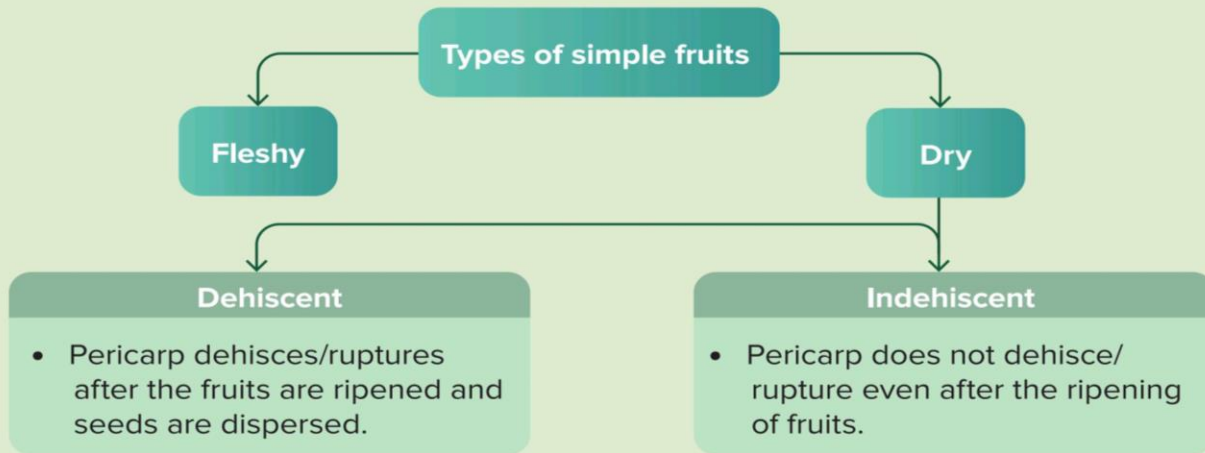 Types of simple fruits
Fleshy
Dry
Dehiscent
• Pericarp dehisces/ruptures
after the fruits are ripened and
seeds are dispersed.
Indehiscent
• Pericarp does not dehisce/
rupture even after the ripening
of fruits.